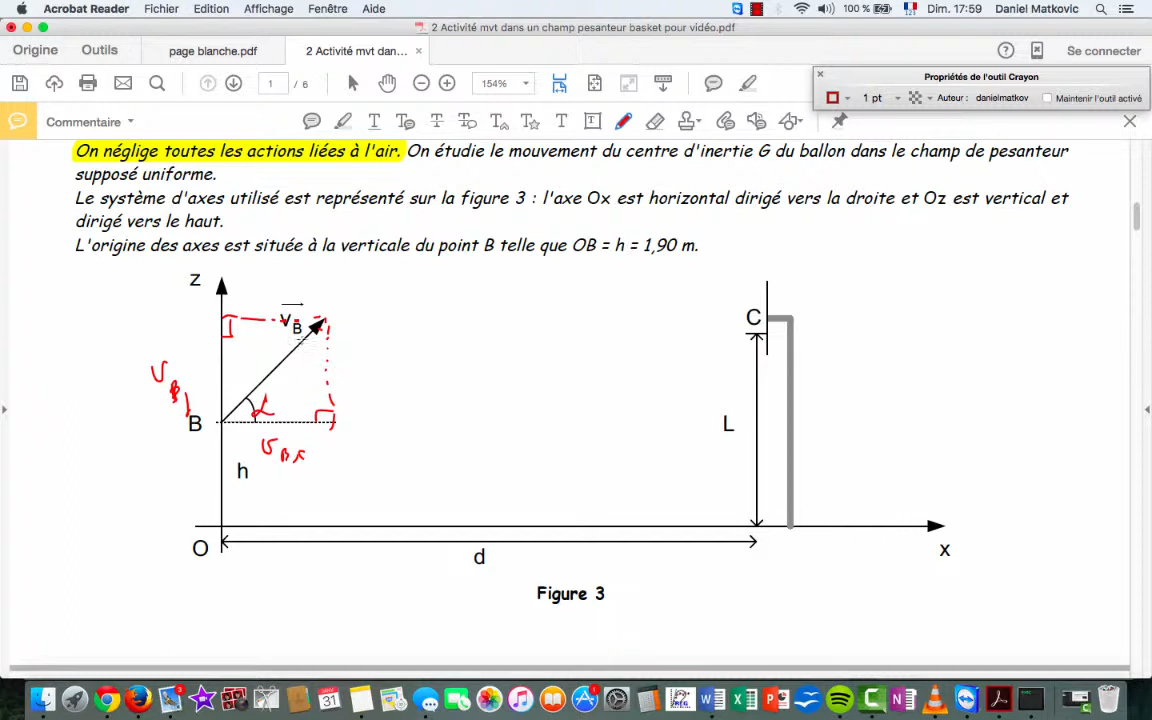 Acrobat Reader Fichier Edition Affichage Fenêtre Aide 100 % Dim. 17:59 Daniel Matkovic
2 Activité mvt dans un champ pesanteur basket pour vidéo.pdf
Origine Outils page blanche.pdf 2 Activité mvt dan... × Se connecter
1 / 6 154%
Propriétés de l'outil Crayon
1 pt Auteur : danielmatkov Maintenir l'outil activé
Commentaire
On néglige toutes les actions liées à l'air. On étudie le mouvement du centre d'inertie G du ballon dans le champ de pesanteur
supposé uniforme.
Le système d'axes utilisé est représenté sur la figure 3 : l'axe Ox est horizontal dirigé vers la droite et Oz est vertical et
dirigé vers le haut.
L'origine des axes est située à la verticale du point B telle que OB = h = 1,90 m.
z
vB
C
α
B
L
vBx
h
O
d
x
Figure 3